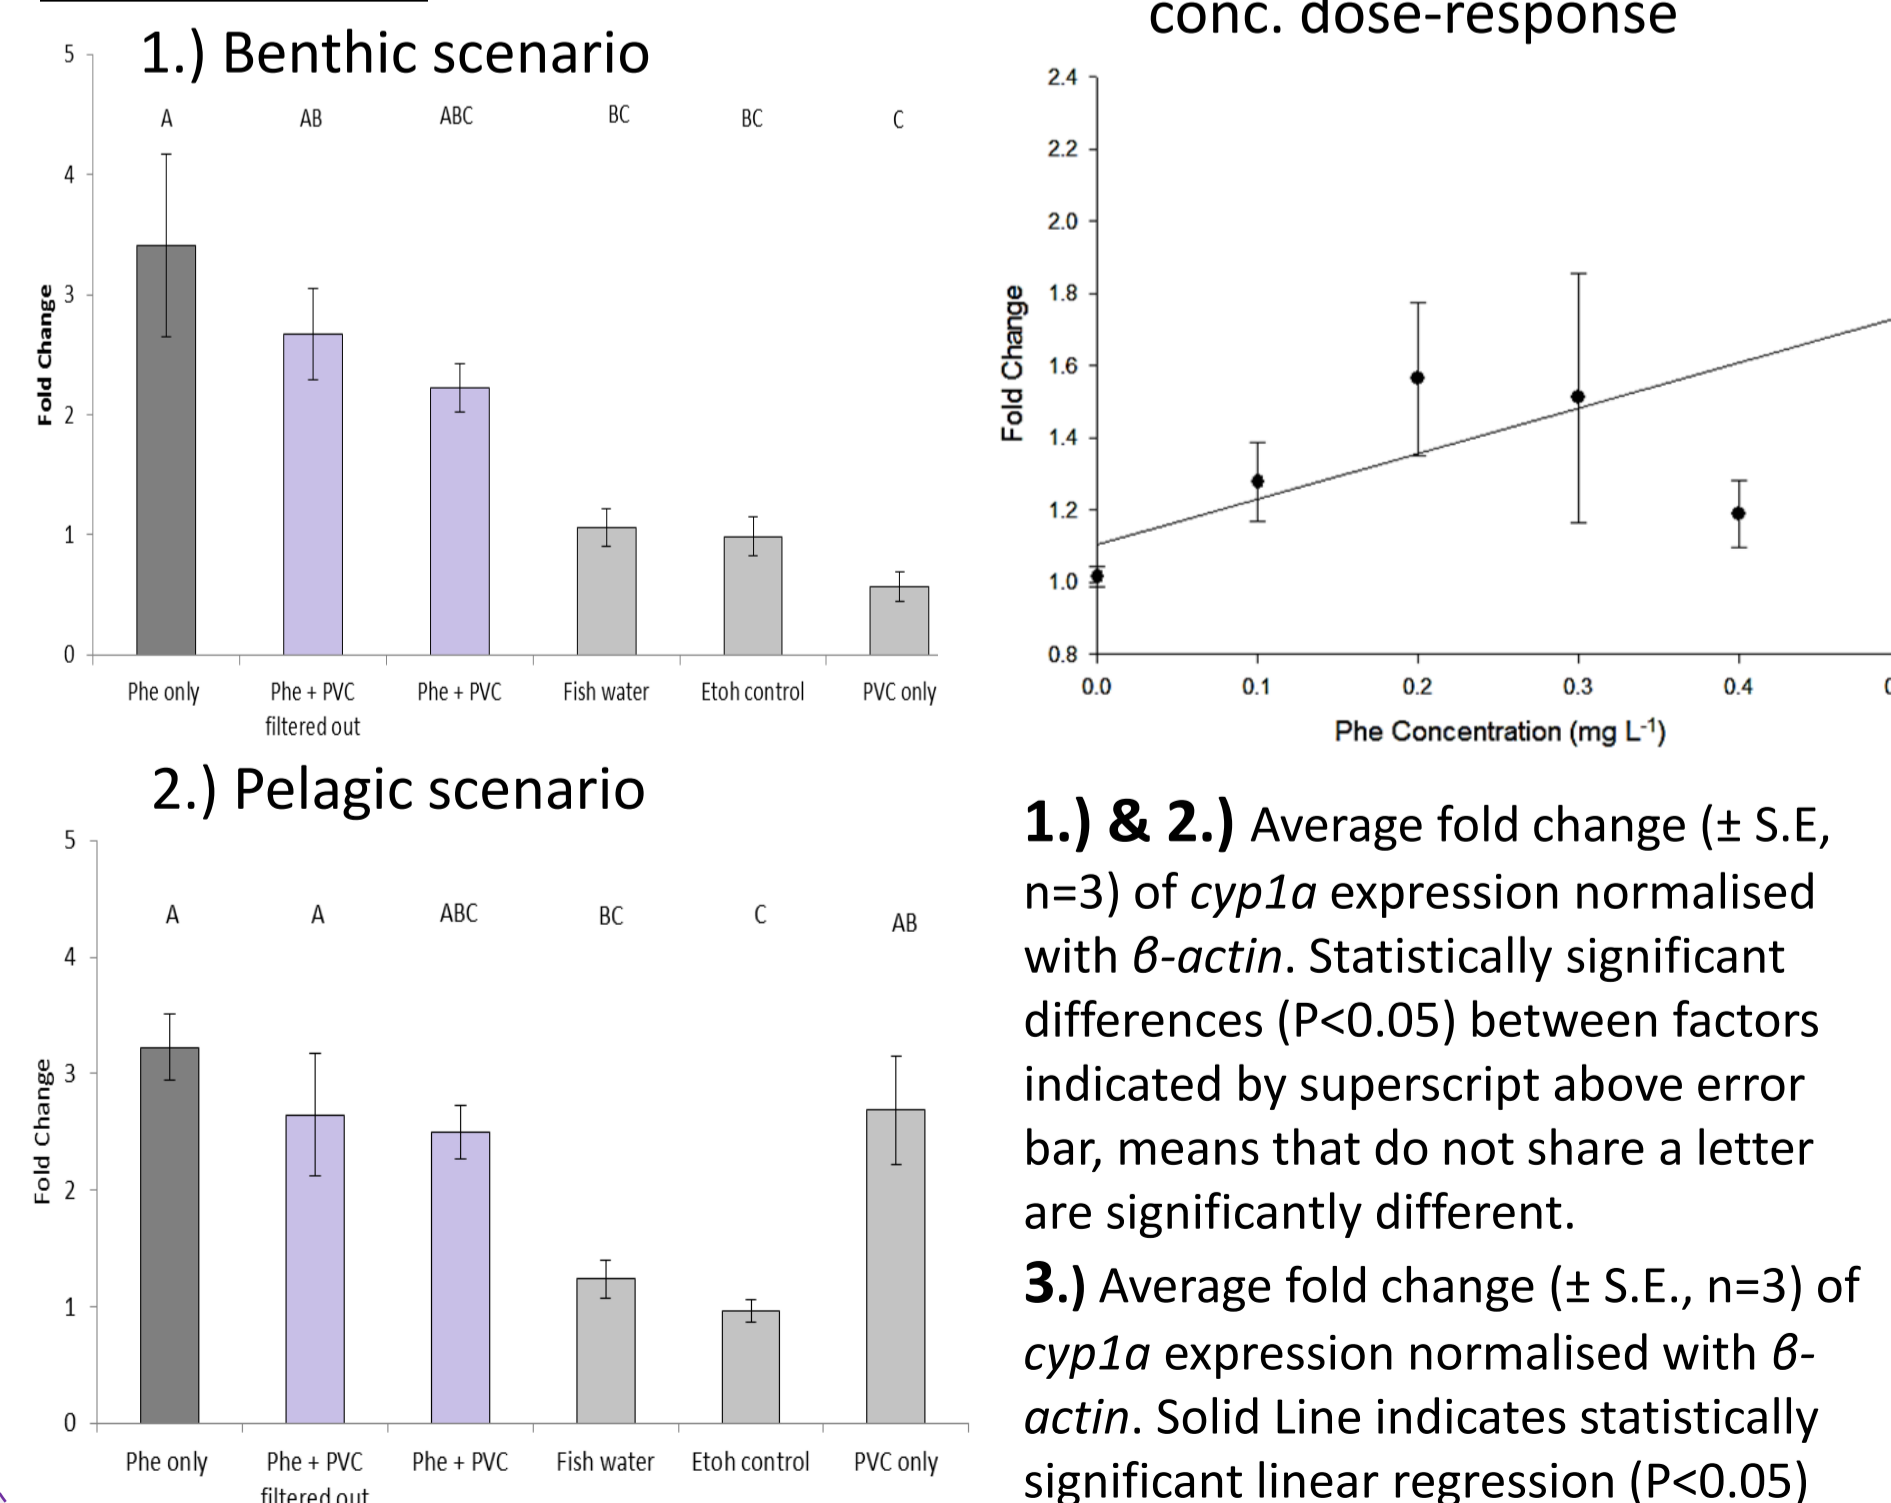 1.) Benthic scenario
5
4
3
2
1
0
Fold Change
A
AB
ABC
BC
BC
C
Phe only
Phe + PVC
filtered out
Phe + PVC
Fish water
Etoh control
PVC only
2.) Pelagic scenario
5
4
3
2
1
0
Fold Change
A
A
ABC
BC
C
AB
Phe only
Phe + PVC
filtered out
Phe + PVC
Fish water
Etoh control
PVC only
conc. dose-response
2.4
2.2
2.0
1.8
1.6
1.4
1.2
1.0
0.8
Fold Change
0.0
0.1
0.2
0.3
0.4
Phe Concentration (mg L⁻¹)
1.) & 2.) Average fold change (± S.E,
n=3) of cyp1a expression normalised
with β-actin. Statistically significant
differences (P<0.05) between factors
indicated by superscript above error
bar, means that do not share a letter
are significantly different.
3.) Average fold change (± S.E., n=3) of
cyp1a expression normalised with β-
actin. Solid Line indicates statistically
significant linear regression (P<0.05)